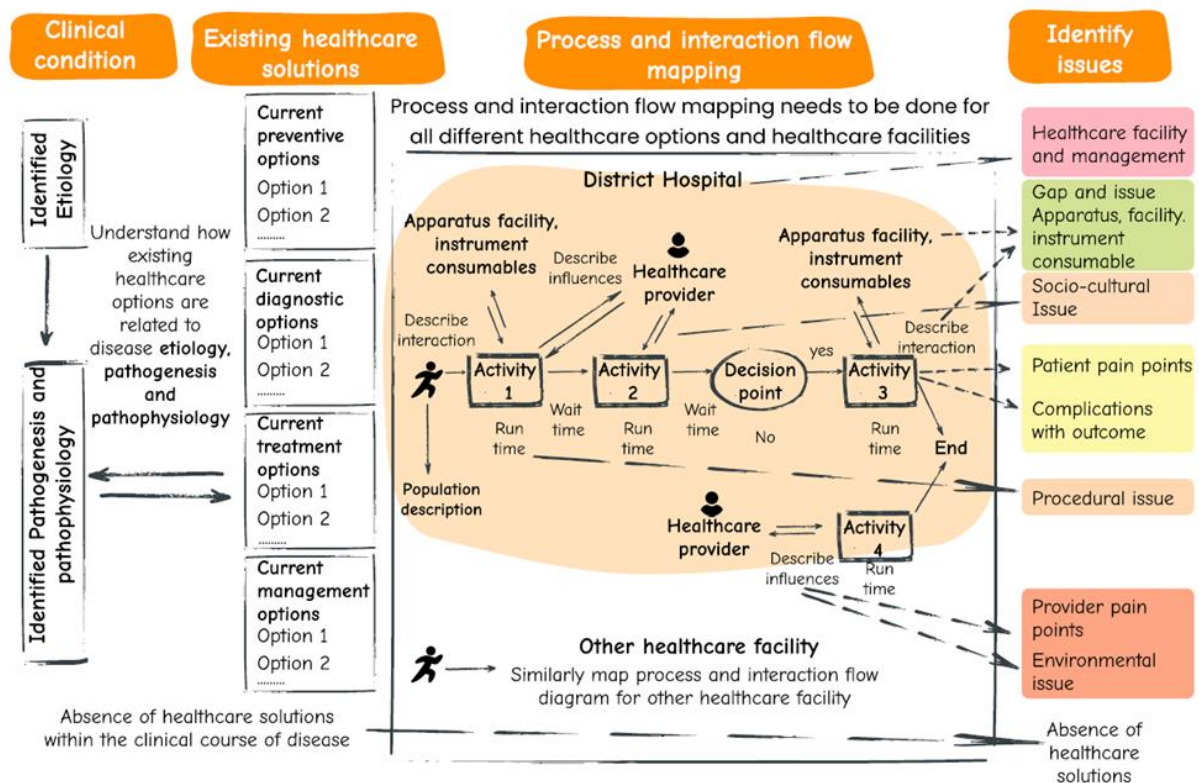 Clinical
condition
Existing healthcare
solutions
Process and interaction flow
mapping
Identify
issues
Identified
Etiology
Understand how
existing
healthcare
options are
related to
disease etiology,
pathogenesis
and
pathophysiology
Identified Pathogenesis and
pathophysiology
Current
preventive
options
Option 1
Option 2
.........
Current
diagnostic
options
Option 1
Option 2
.........
Current
treatment
options
Option 1
Option 2
.........
Current
management
options
Option 1
Option 2
.........
Process and interaction flow mapping needs to be done for
all different healthcare options and healthcare facilities
District Hospital
Apparatus facility,
instrument
consumables
Describe
influences
Healthcare
provider
Apparatus facility,
instrument
consumables
Describe
interaction
Describe
interaction
Activity
1
Activity
2
Decision
point
yes
Activity
3
Run
time
Wait
time
Run
time
Wait
time
No
Run
time
End
Population
description
Healthcare
provider
Activity
4
Describe
influences
Run
time
Other healthcare facility
Similarly map process and interaction flow
diagram for other healthcare facility
Healthcare facility
and management
Gap and issue
Apparatus, facility.
instrument
consumable
Socio-cultural
Issue
Patient pain points
Complications
with outcome
Procedural issue
Provider pain
points
Environmental
issue
Absence of healthcare solutions
within the clinical course of disease
Absence of
healthcare
solutions